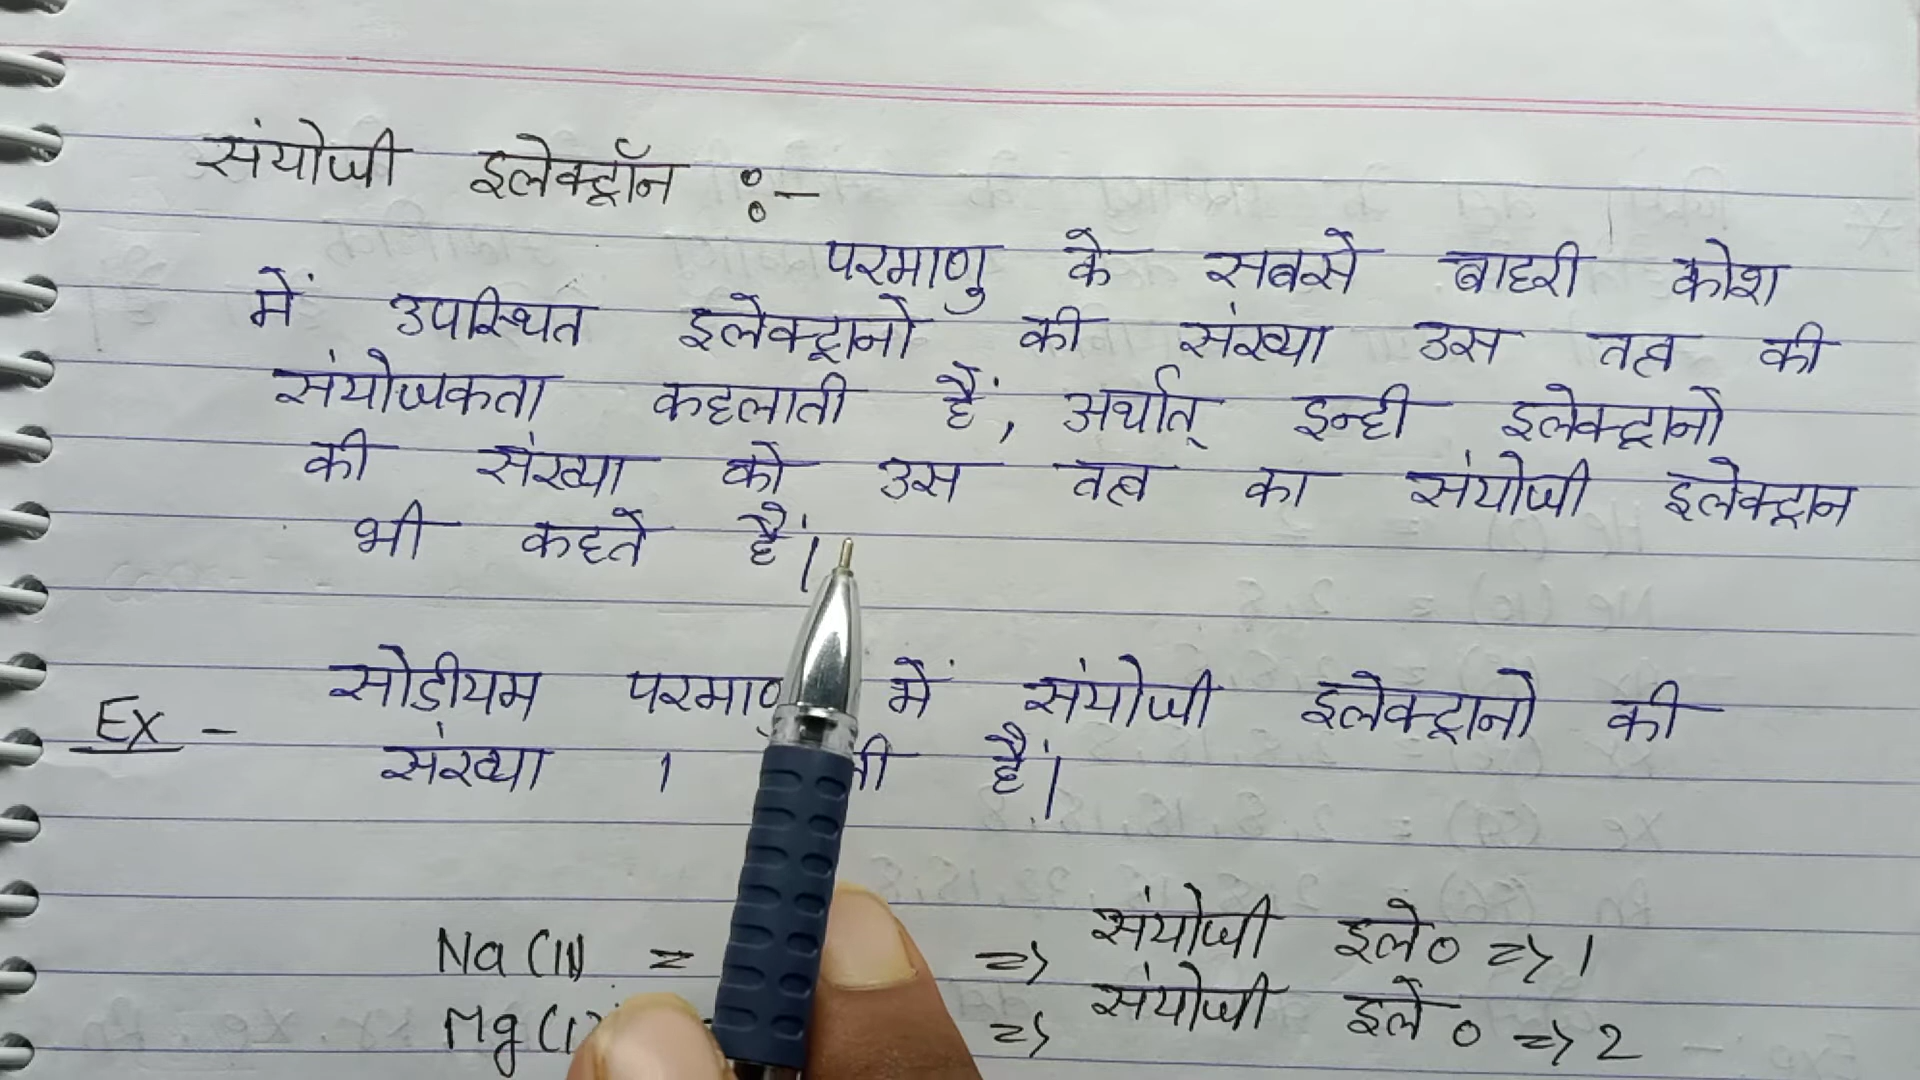 संयोजी इलेक्ट्रॉन :-
परमाणु के सबसे बाहरी कोश
में उपस्थित इलेक्ट्रानो की संख्या उस तत्व की
संयोजकता कहलाती हैं, अर्थात् इन्ही इलेक्ट्रानो
की संख्या को उस तत्व का संयोजी इलेक्ट्रान
भी कहते हैं।
सोडीयम परमाणु में संयोजी इलेक्ट्रानो की
Ex - संख्या 1 हैं।
Na (11) = => संयोजी इले० => 1
Mg => संयोजी इले० => 2